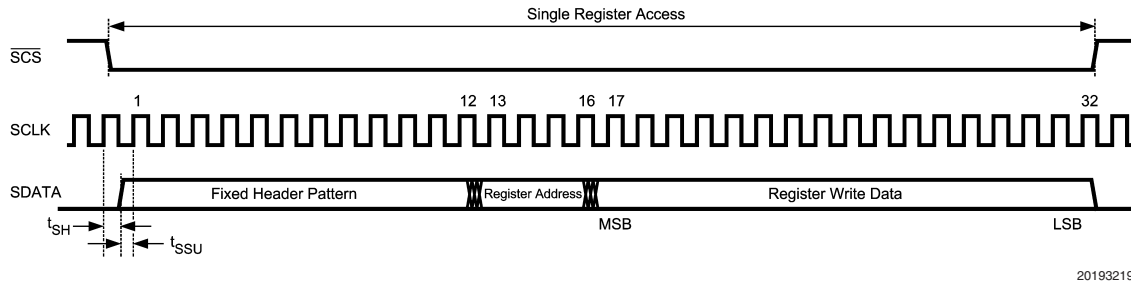 Single Register Access
SCS
1 12 13 16 17 32
SCLK
SDATA Fixed Header Pattern Register Address Register Write Data
tSH MSB LSB
tSSU
20193219